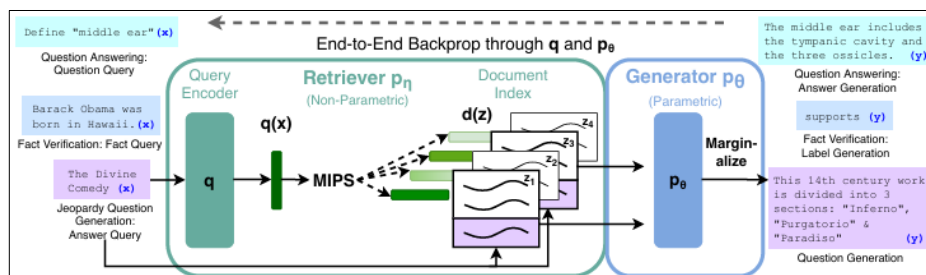 Define "middle ear" (x)
Question Answering:
Question Query
Barack Obama was
born in Hawaii. (x)
Fact Verification: Fact Query
The Divine
Comedy (x)
Jeopardy Question
Generation:
Answer Query
End-to-End Backprop through q and pθ
Query
Encoder
Retriever pη
(Non-Parametric)
Document
Index
q(x)
d(z)
q
MIPS
z4
z3
z2
z1
Generator pθ
(Parametric)
pθ
Margin-
alize
The middle ear includes
the tympanic cavity and
the three ossicles. (y)
Question Answering:
Answer Generation
supports (y)
Fact Verification:
Label Generation
This 14th century work
is divided into 3
sections: "Inferno",
"Purgatorio" &
"Paradiso" (y)
Question Generation